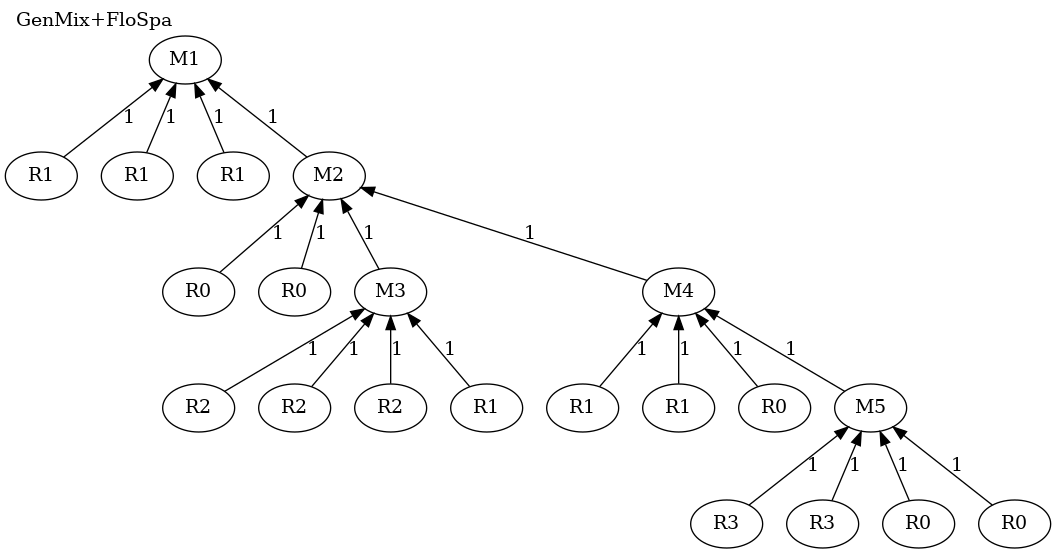 GenMix+FloSpa
M1
1 1 1 1
R1 R1 R1 M2
1 1 1 1
R0 R0 M3 M4
1 1 1 1 1 1 1 1
R2 R2 R2 R1 R1 R1 R0 M5
1 1 1 1
R3 R3 R0 R0